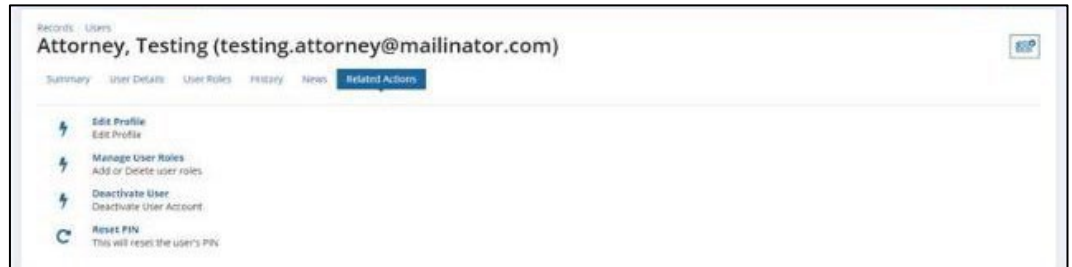 Records Users
Attorney, Testing (testing.attorney@mailinator.com)
Summary User Details User Roles History News Related Actions
Edit Profile
Edit Profile
Manage User Roles
Add or Delete user roles
Deactivate User
Deactivate User Account
Reset PIN
This will reset the user's PIN